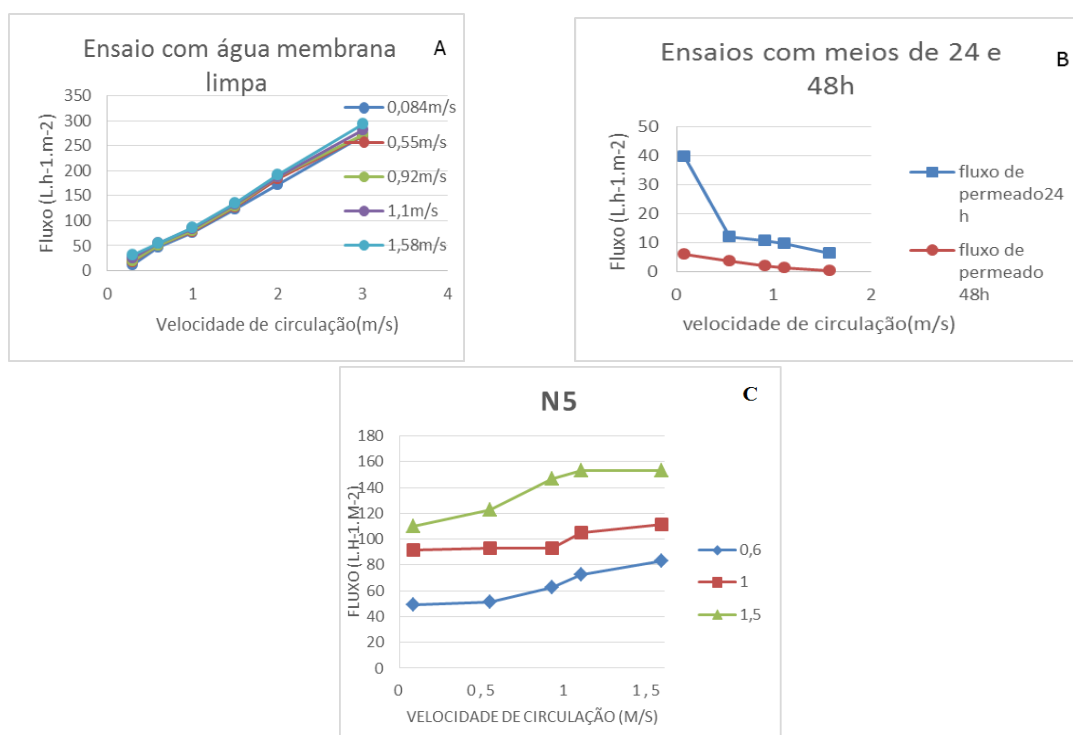 Ensaio com água membrana
limpa
A
Fluxo (L.h-1.m-2)
350
300
250
200
150
100
50
0
0
1
2
3
4
Velocidade de circulação(m/s)
0,084m/s
0,55m/s
0,92m/s
1,1m/s
1,58m/s
Ensaios com meios de 24 e
48h
B
Fluxo (L.h-1.m-2)
50
40
30
20
10
0
0
1
2
velocidade de circulação(m/s)
fluxo de
permeado24
h
fluxo de
permeado
48h
N5
C
FLUXO (L.H-1.M-2)
180
160
140
120
100
80
60
40
20
0
0
0,5
1
1,5
VELOCIDADE DE CIRCULAÇÃO (M/S)
0,6
1
1,5